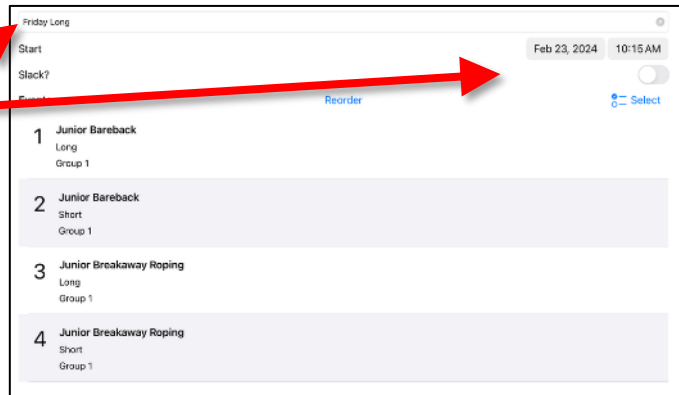 Friday Long
Start Feb 23, 2024 10:15 AM
Slack?
Reorder Select
1 Junior Bareback
Long
Group 1
2 Junior Bareback
Short
Group 1
3 Junior Breakaway Roping
Long
Group 1
4 Junior Breakaway Roping
Short
Group 1